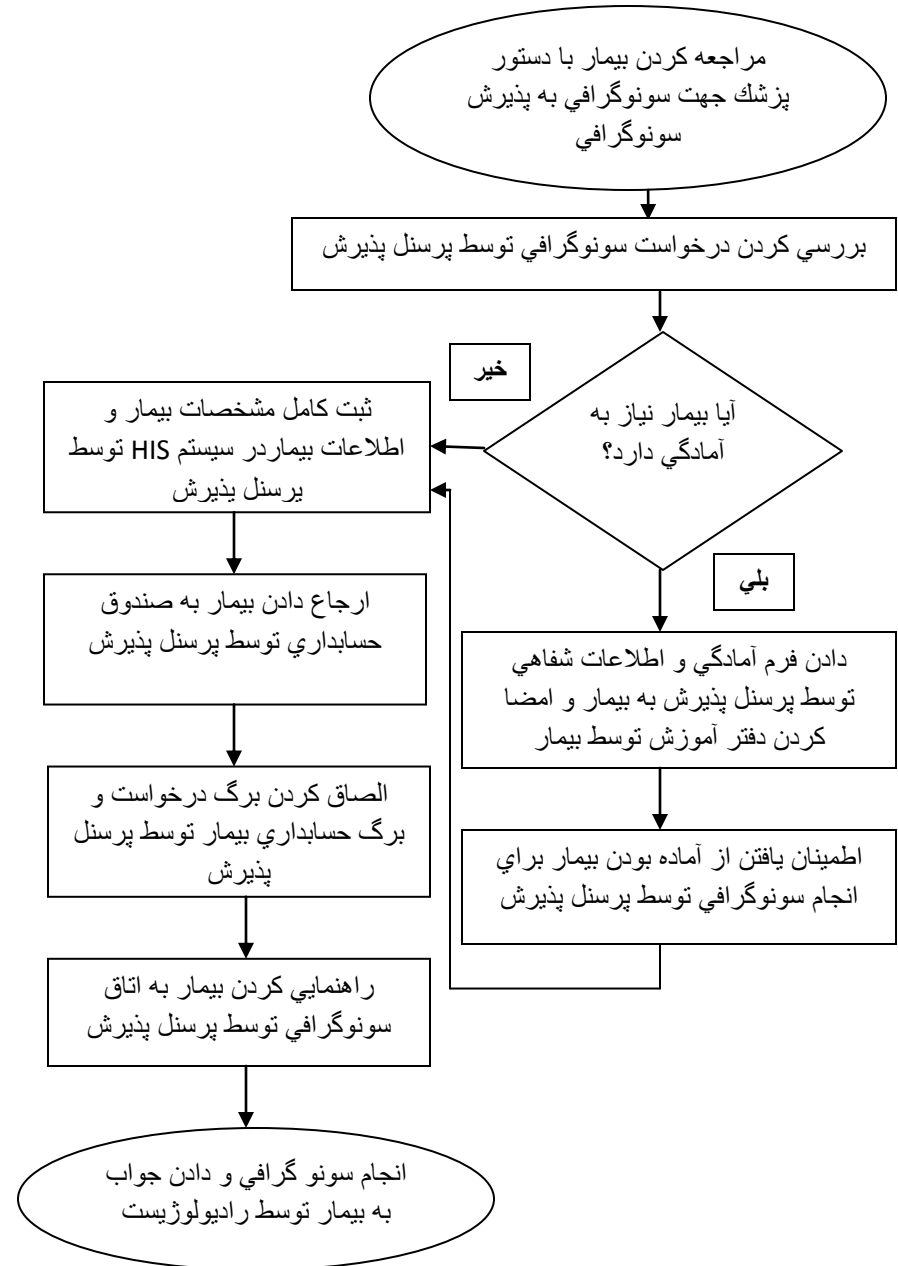 مراجعه كردن بيمار با دستور
پزشك جهت سونوگرافي به پذيرش
سونوگرافي
بررسي كردن درخواست سونوگرافي توسط پرسنل پذيرش
آيا بيمار نياز به
آمادگي دارد؟
خير
بلي
دادن فرم آمادگي و اطلاعات شفاهي
توسط پرسنل پذيرش به بيمار و امضا
كردن دفتر آموزش توسط بيمار
اطمينان يافتن از آماده بودن بيمار براي
انجام سونوگرافي توسط پرسنل پذيرش
ثبت كامل مشخصات بيمار و
اطلاعات بيماردر سيستم HIS توسط
پرسنل پذيرش
ارجاع دادن بيمار به صندوق
حسابداري توسط پرسنل پذيرش
الصاق كردن برگ درخواست و
برگ حسابداري بيمار توسط پرسنل
پذيرش
راهنمايي كردن بيمار به اتاق
سونوگرافي توسط پرسنل پذيرش
انجام سونو گرافي و دادن جواب
به بيمار توسط راديولوژيست